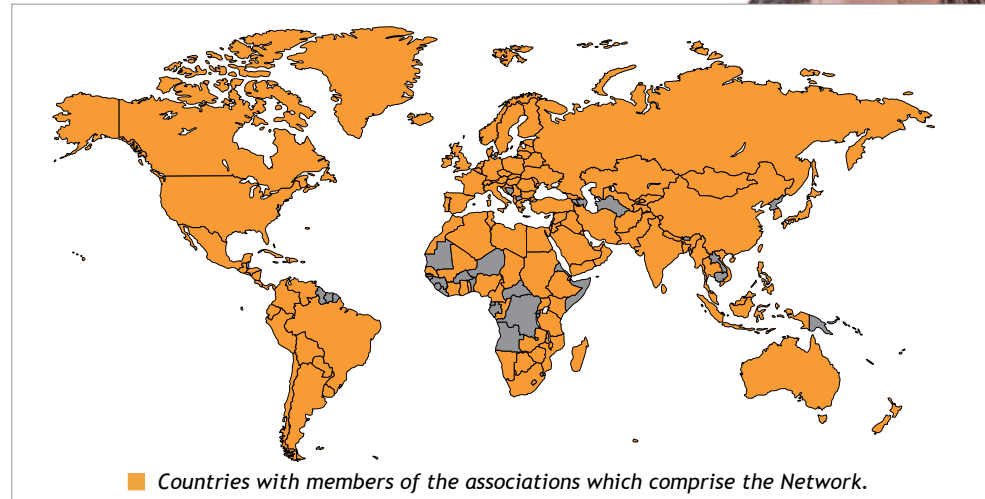 Countries with members of the associations which comprise the Network.